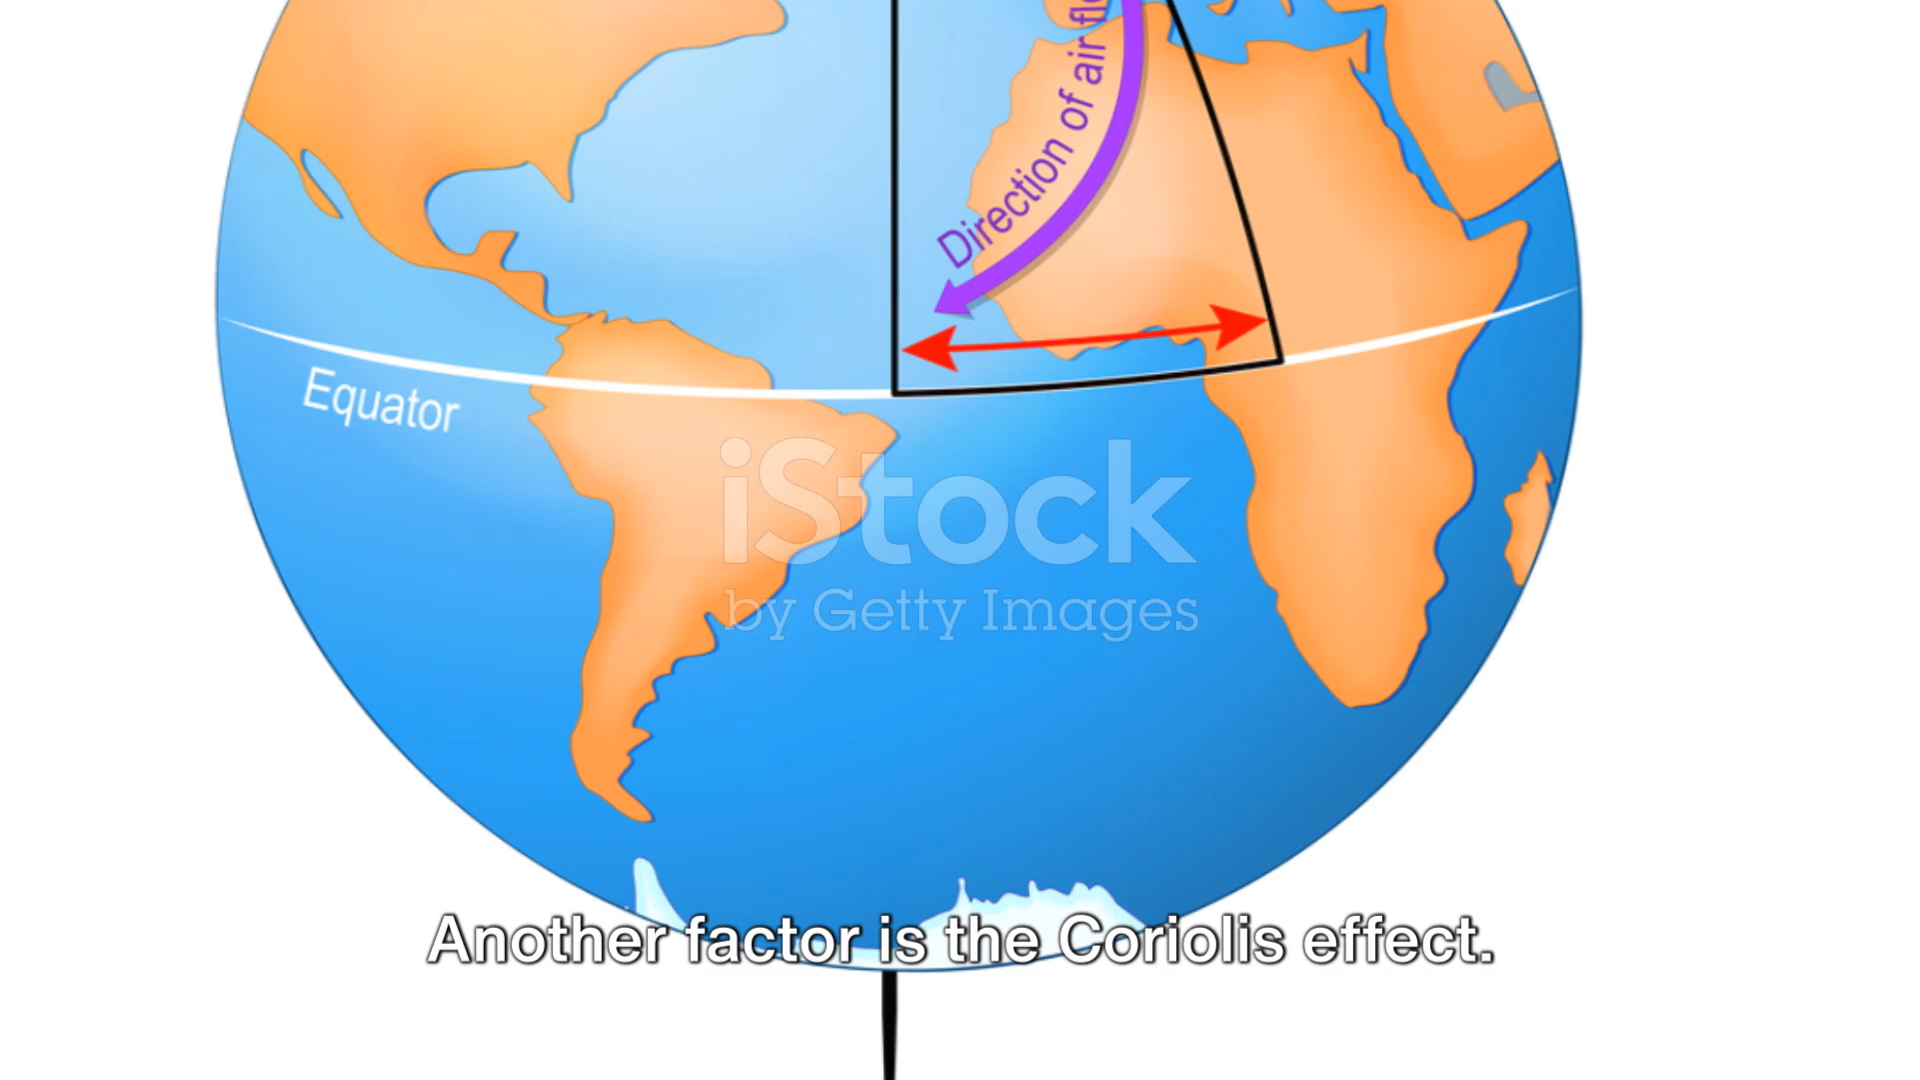 Direction of air
Equator
iStock
by Getty Images
Another factor is the Coriolis effect.